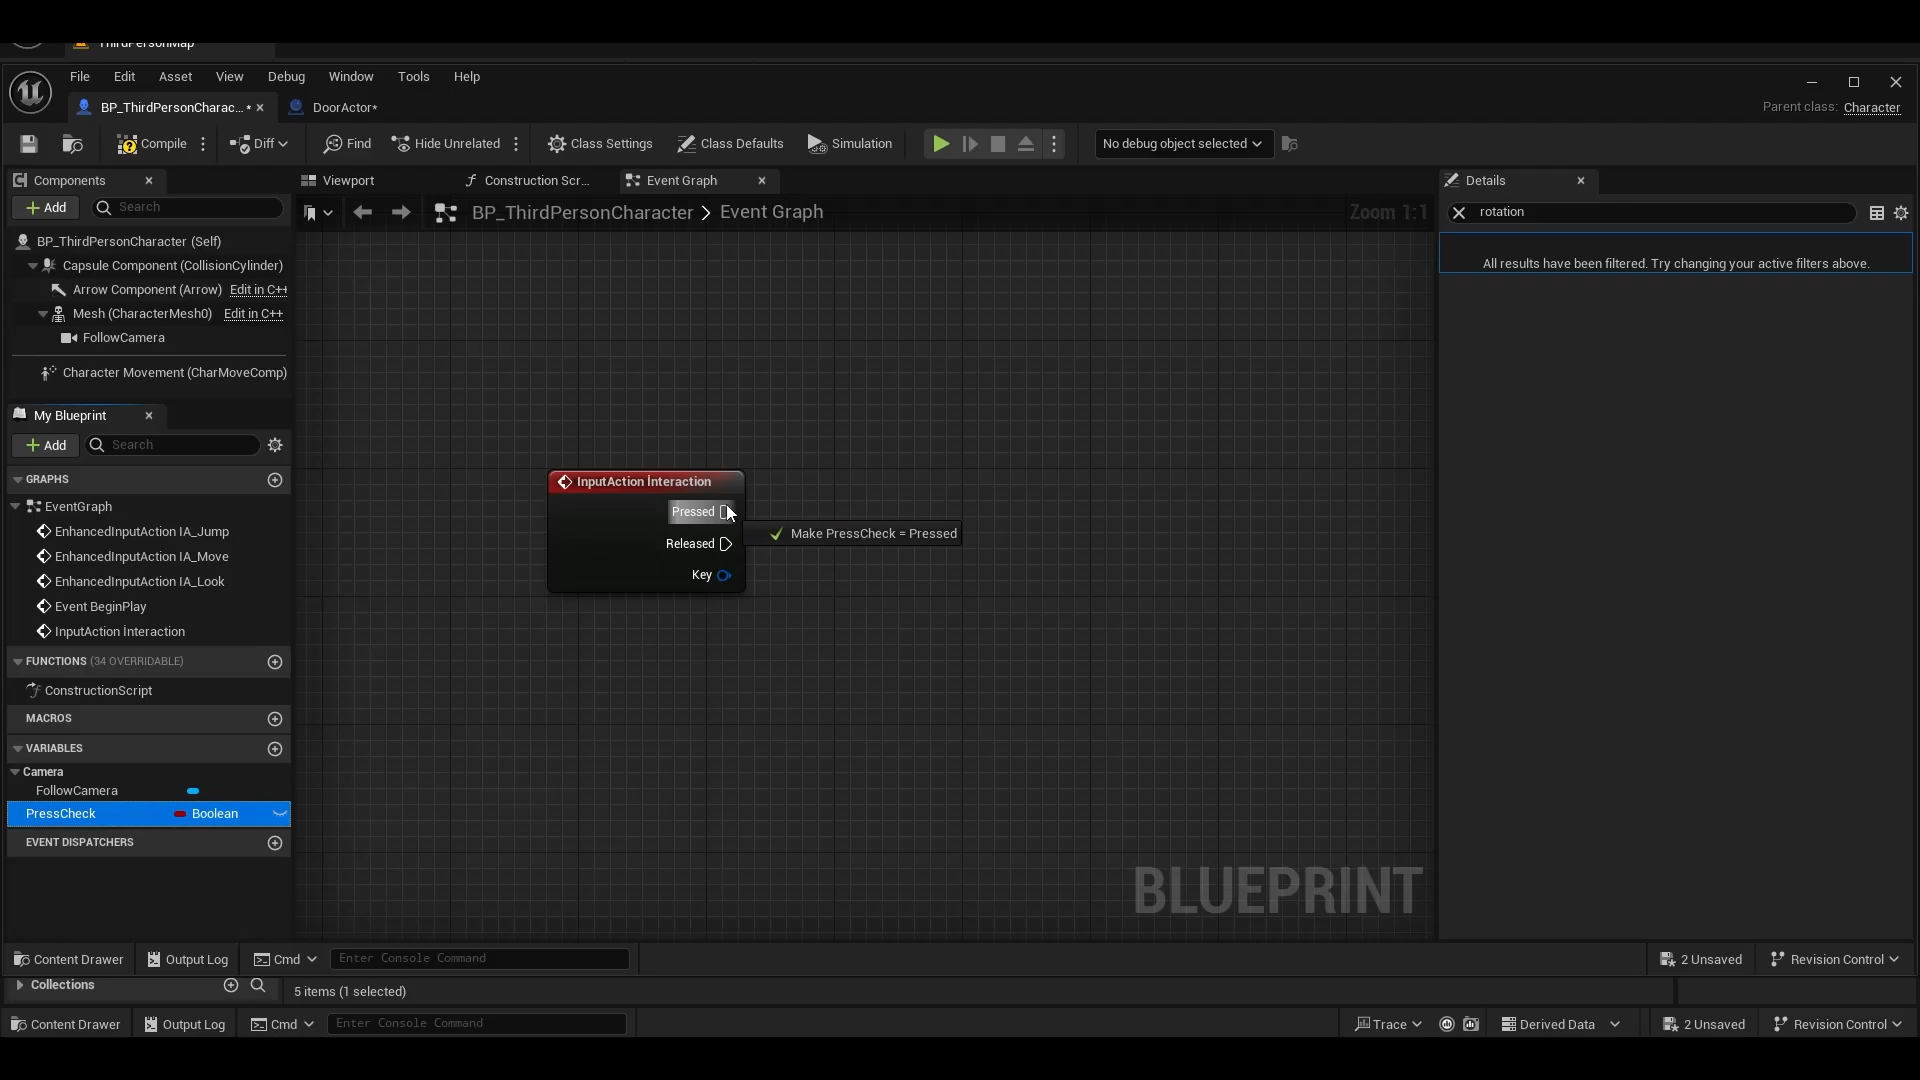 ThirdPersonMap
File Edit Asset View Debug Window Tools Help
BP_ThirdPersonCharac... •
DoorActor•
Parent class: Character
Compile
Diff
Find
Hide Unrelated
Class Settings
Class Defaults
Simulation
No debug object selected
Components
Add
Search
BP_ThirdPersonCharacter (Self)
Capsule Component (CollisionCylinder)
Arrow Component (Arrow) Edit in C++
Mesh (CharacterMesh0) Edit in C++
FollowCamera
Character Movement (CharMoveComp)
My Blueprint
Add
Search
GRAPHS
EventGraph
EnhancedInputAction IA_Jump
EnhancedInputAction IA_Move
EnhancedInputAction IA_Look
Event BeginPlay
InputAction İnteraction
FUNCTIONS (34 OVERRIDABLE)
ConstructionScript
MACROS
VARIABLES
Camera
FollowCamera
PressCheck Boolean
EVENT DISPATCHERS
Viewport
Construction Scr...
Event Graph
BP_ThirdPersonCharacter > Event Graph
Zoom 1:1
InputAction İnteraction
Pressed
Make PressCheck = Pressed
Released
Key
BLUEPRINT
Details
rotation
All results have been filtered. Try changing your active filters above.
Content Drawer
Output Log
Cmd
Enter Console Command
2 Unsaved
Revision Control
Collections
5 items (1 selected)
Content Drawer
Output Log
Cmd
Enter Console Command
Trace
Derived Data
2 Unsaved
Revision Control